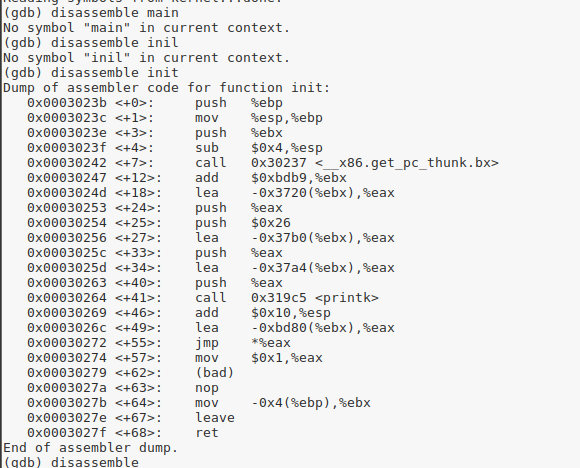 Reading symbols from kernel...done.
(gdb) disassemble main
No symbol "main" in current context.
(gdb) disassemble inil
No symbol "inil" in current context.
(gdb) disassemble init
Dump of assembler code for function init:
   0x0003023b <+0>:     push   %ebp
   0x0003023c <+1>:     mov    %esp,%ebp
   0x0003023e <+3>:     push   %ebx
   0x0003023f <+4>:     sub    $0x4,%esp
   0x00030242 <+7>:     call   0x30237 <__x86.get_pc_thunk.bx>
   0x00030247 <+12>:    add    $0xbdb9,%ebx
   0x0003024d <+18>:    lea    -0x3720(%ebx),%eax
   0x00030253 <+24>:    push   %eax
   0x00030254 <+25>:    push   $0x26
   0x00030256 <+27>:    lea    -0x37b0(%ebx),%eax
   0x0003025c <+33>:    push   %eax
   0x0003025d <+34>:    lea    -0x37a4(%ebx),%eax
   0x00030263 <+40>:    push   %eax
   0x00030264 <+41>:    call   0x319c5 <printk>
   0x00030269 <+46>:    add    $0x10,%esp
   0x0003026c <+49>:    lea    -0xbd80(%ebx),%eax
   0x00030272 <+55>:    jmp    *%eax
   0x00030274 <+57>:    mov    $0x1,%eax
   0x00030279 <+62>:    (bad)
   0x0003027a <+63>:    nop
   0x0003027b <+64>:    mov    -0x4(%ebp),%ebx
   0x0003027e <+67>:    leave
   0x0003027f <+68>:    ret
End of assembler dump.
(gdb) disassemble